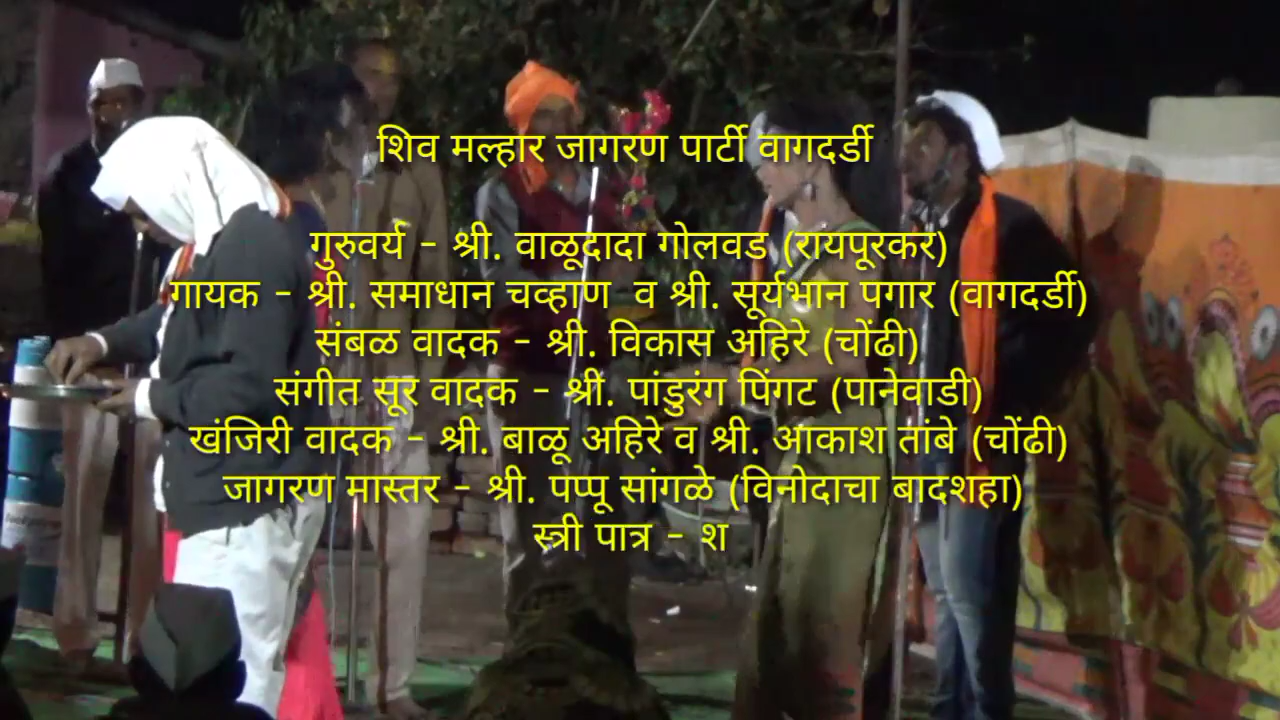 शिव मल्हार जागरण पार्टी वागदर्डी
गुरुवर्य - श्री. वाळूदादा गोलवड (रायपूरकर)
गायक - श्री. समाधान चव्हाण व श्री. सूर्यभान पगार (वागदर्डी)
संबळ वादक - श्री. विकास अहिरे (चोंढी)
संगीत सूर वादक - श्री. पांडुरंग पिंगट (पानेवाडी)
खंजिरी वादक - श्री. बाळू अहिरे व श्री. आकाश तांबे (चोंढी)
जागरण मास्तर - श्री. पप्पू सांगळे (विनोदाचा बादशहा)
स्त्री पात्र - श